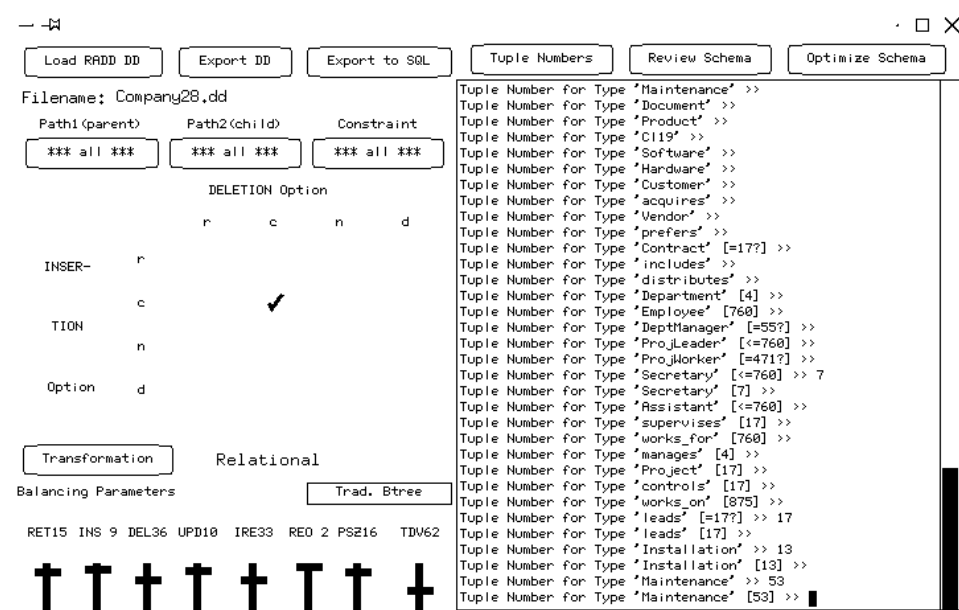 Load RADD DD Export DD Export to SQL Tuple Numbers Review Schema Optimize Schema
Filename: Company28.dd
Path1(parent) Path2(child) Constraint
*** all *** *** all *** *** all ***
DELETION Option
r c n d
INSER- r
c
TION
n
Option d
Transformation Relational
Balancing Parameters Trad. Btree
RET15 INS 9 DEL36 UPD10 IRE33 REO 2 PSZ16 TDV62
Tuple Number for Type 'Maintenance' >>
Tuple Number for Type 'Document' >>
Tuple Number for Type 'Product' >>
Tuple Number for Type 'Cl19' >>
Tuple Number for Type 'Software' >>
Tuple Number for Type 'Hardware' >>
Tuple Number for Type 'Customer' >>
Tuple Number for Type 'acquires' >>
Tuple Number for Type 'Vendor' >>
Tuple Number for Type 'prefers' >>
Tuple Number for Type 'Contract' [=17?] >>
Tuple Number for Type 'includes' >>
Tuple Number for Type 'distributes' >>
Tuple Number for Type 'Department' [4] >>
Tuple Number for Type 'Employee' [760] >>
Tuple Number for Type 'DeptManager' [=55?] >>
Tuple Number for Type 'ProjLeader' [<=760] >>
Tuple Number for Type 'ProjWorker' [=471?] >>
Tuple Number for Type 'Secretary' [<=760] >> 7
Tuple Number for Type 'Secretary' [7] >>
Tuple Number for Type 'Assistant' [<=760] >>
Tuple Number for Type 'supervises' [17] >>
Tuple Number for Type 'works_for' [760] >>
Tuple Number for Type 'manages' [4] >>
Tuple Number for Type 'Project' [17] >>
Tuple Number for Type 'controls' [17] >>
Tuple Number for Type 'works_on' [875] >>
Tuple Number for Type 'leads' [=17?] >> 17
Tuple Number for Type 'leads' [17] >>
Tuple Number for Type 'Installation' >> 13
Tuple Number for Type 'Installation' [13] >>
Tuple Number for Type 'Maintenance' >> 53
Tuple Number for Type 'Maintenance' [53] >>